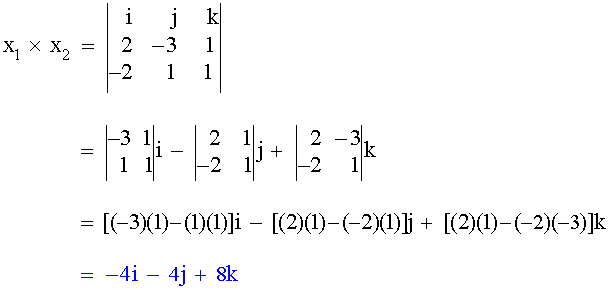 x₁ × x₂ = | i j k |
| 2 −3 1 |
| −2 1 1 |
= |−3 1; 1 1| i − |2 1; −2 1| j + |2 −3; −2 1| k
= [(−3)(1)−(1)(1)]i − [(2)(1)−(−2)(1)]j + [(2)(1)−(−2)(−3)]k
= −4i − 4j + 8k